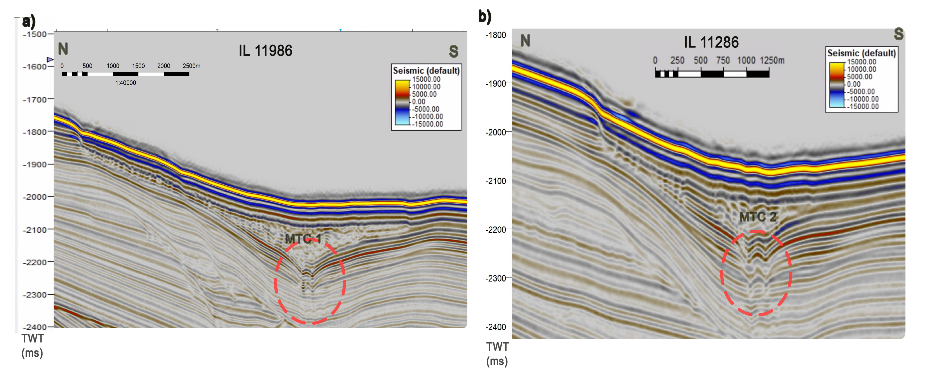 a)
N
IL 11986
S
0 500 1000 1500 2000 2500m
1:40000
Seismic (default)
15000.00
10000.00
5000.00
0.00
-5000.00
-10000.00
-15000.00
-1500
-1600
-1700
-1800
-1900
-2000
-2100
-2200
-2300
-2400
TWT
(ms)
MTC 1
b)
N
IL 11286
S
0 250 500 750 1000 1250m
Seismic (default)
15000.00
10000.00
5000.00
0.00
-5000.00
-10000.00
-15000.00
-1800
-1900
-2000
-2100
-2200
-2300
-2400
TWT
(ms)
MTC 2